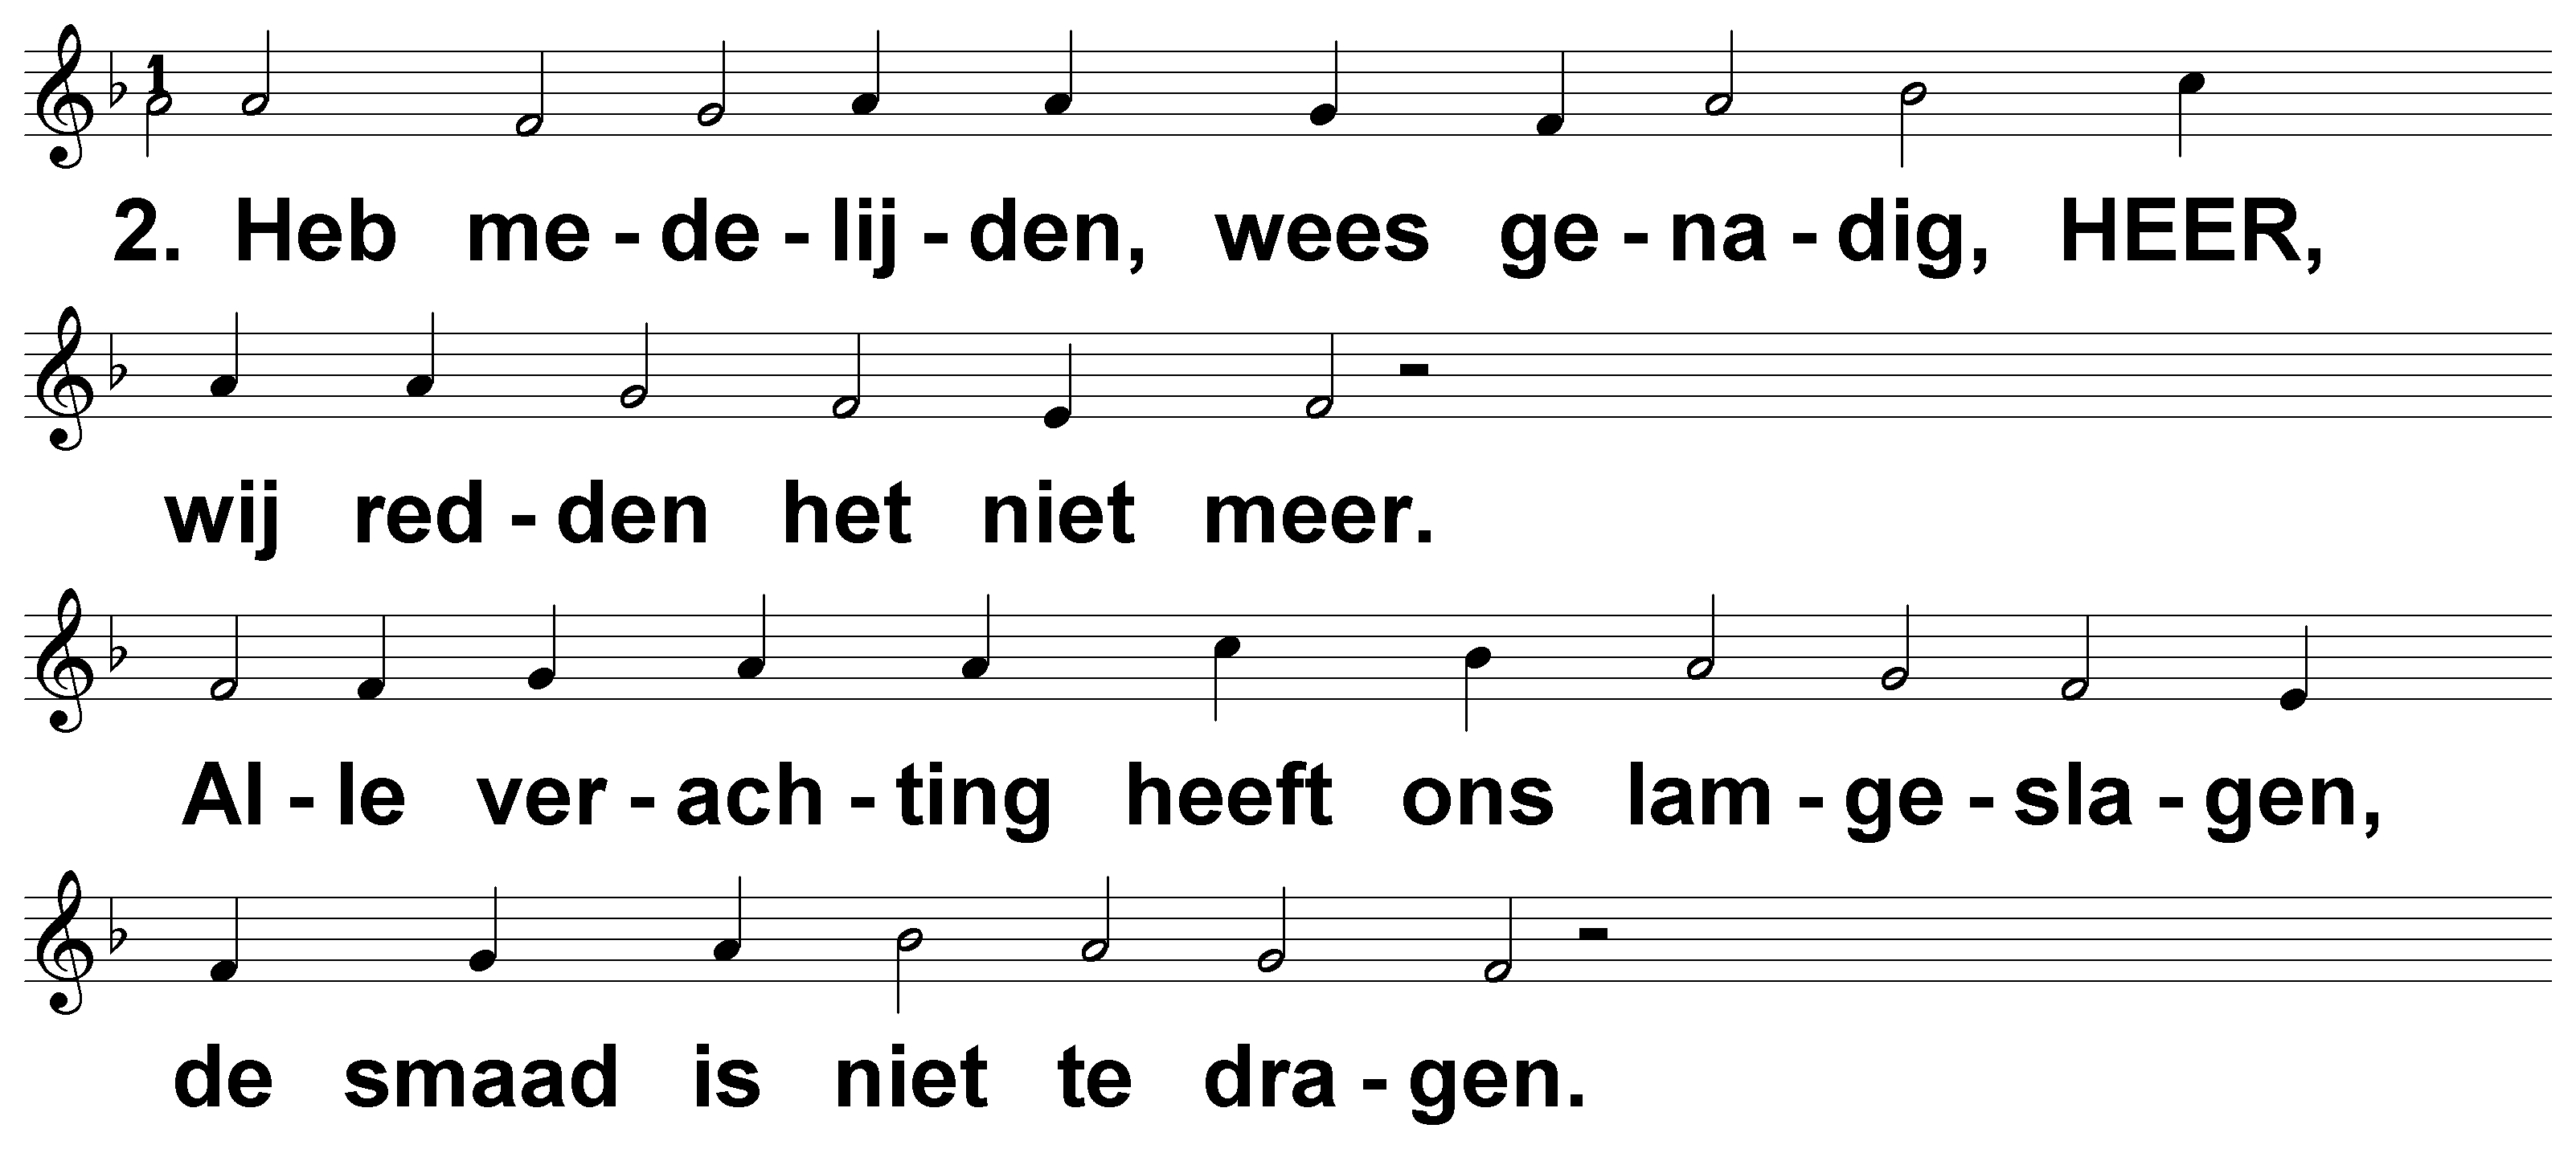 2. Heb me - de - lij - den, wees ge - na - dig, HEER,
wij red - den het niet meer.
Al - le ver - ach - ting heeft ons lam - ge - sla - gen,
de smaad is niet te dra - gen.